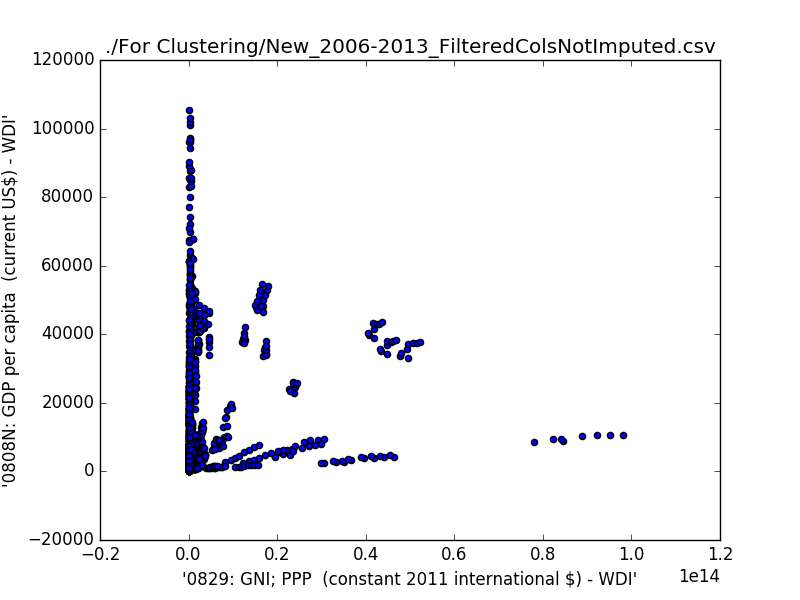 ./For Clustering/New_2006-2013_FilteredColsNotImputed.csv
120000
100000
80000
60000
40000
20000
0
−20000
'0808N: GDP per capita  (current US$) - WDI'
−0.2 0.0 0.2 0.4 0.6 0.8 1.0 1.2
1e14
'0829: GNI; PPP  (constant 2011 international $) - WDI'